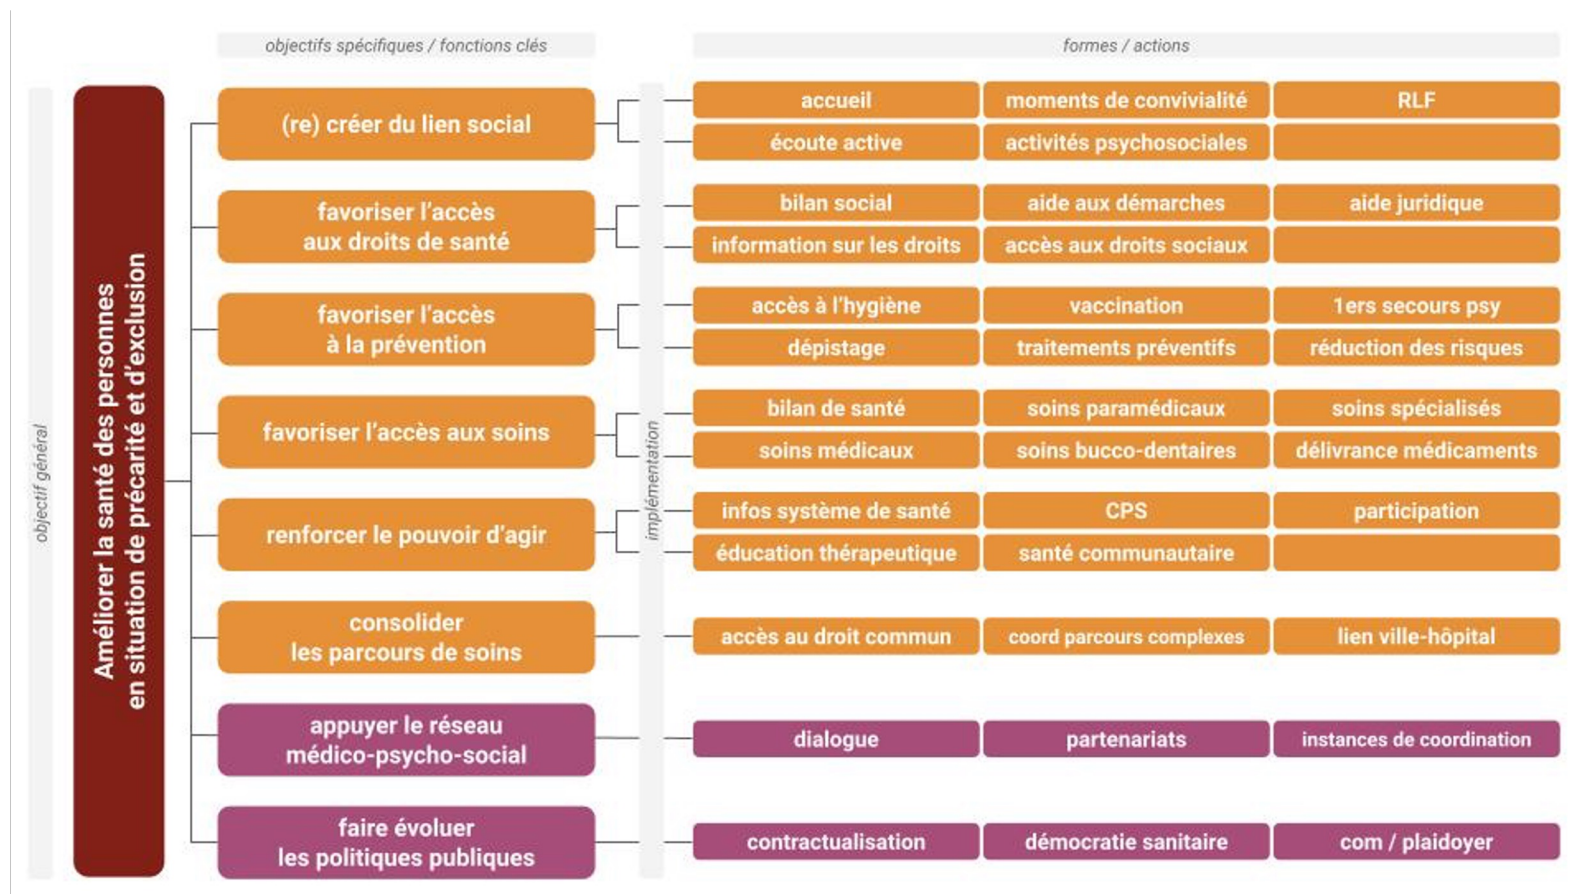 objectifs spécifiques / fonctions clés
formes / actions
objectif général
Améliorer la santé des personnes
en situation de précarité et d'exclusion
implémentation
(re) créer du lien social
accueil
moments de convivialité
RLF
écoute active
activités psychosociales
favoriser l'accès
aux droits de santé
bilan social
aide aux démarches
aide juridique
information sur les droits
accès aux droits sociaux
favoriser l'accès
à la prévention
accès à l'hygiène
vaccination
1ers secours psy
dépistage
traitements préventifs
réduction des risques
favoriser l'accès aux soins
bilan de santé
soins paramédicaux
soins spécialisés
soins médicaux
soins bucco-dentaires
délivrance médicaments
renforcer le pouvoir d'agir
infos système de santé
CPS
participation
éducation thérapeutique
santé communautaire
consolider
les parcours de soins
accès au droit commun
coord parcours complexes
lien ville-hôpital
appuyer le réseau
médico-psycho-social
dialogue
partenariats
instances de coordination
faire évoluer
les politiques publiques
contractualisation
démocratie sanitaire
com / plaidoyer